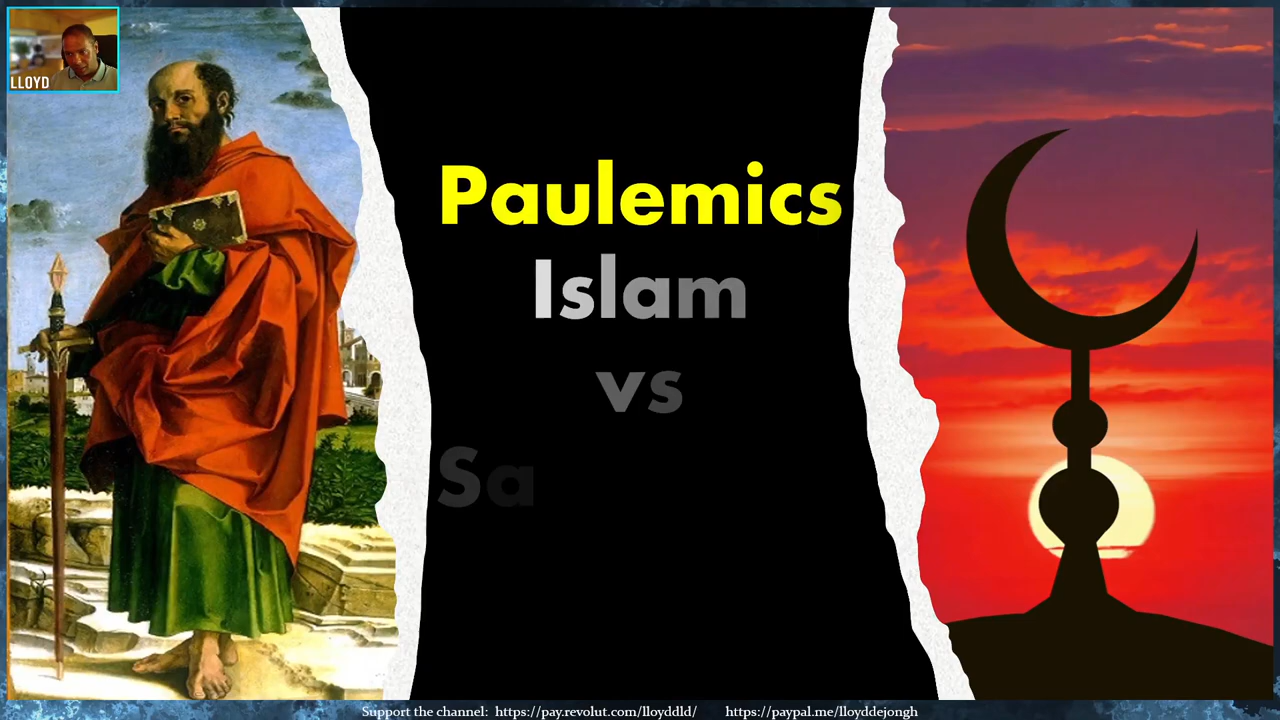 LLOYD
Paulemics
Islam
vs
Sa
Support the channel: https://pay.revolut.com/lloyddld/ https://paypal.me/lloyddejongh